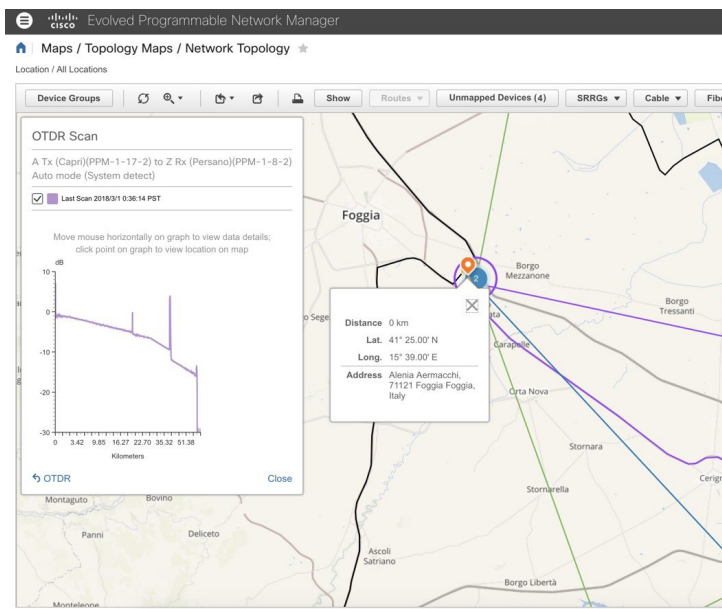 cisco Evolved Programmable Network Manager
Maps / Topology Maps / Network Topology
Location / All Locations
Device Groups Show Routes Unmapped Devices (4) SRRGs Cable
OTDR Scan
A Tx (Capri)(PPM-1-17-2) to Z Rx (Persano)(PPM-1-8-2)
Auto mode (System detect)
Last Scan 2018/3/1 0:36:14 PST
Move mouse horizontally on graph to view data details;
click point on graph to view location on map
dB
10
0
-10
-20
-30
0 3.42 9.85 16.27 22.70 35.32 51.38
Kilometers
OTDR Close
Foggia
2
Borgo
Mezzanone
Borgo
Tressanti
Distance 0 km
Lat. 41° 25.00' N
Long. 15° 39.00' E
Address Alenia Aermacchi,
71121 Foggia Foggia,
Italy
Carapelle
Orta Nova
Stornara
Stornarella
Montaguto
Bovino
Panni
Deliceto
Ascoli
Satriano
Borgo Libertà
Monteleone